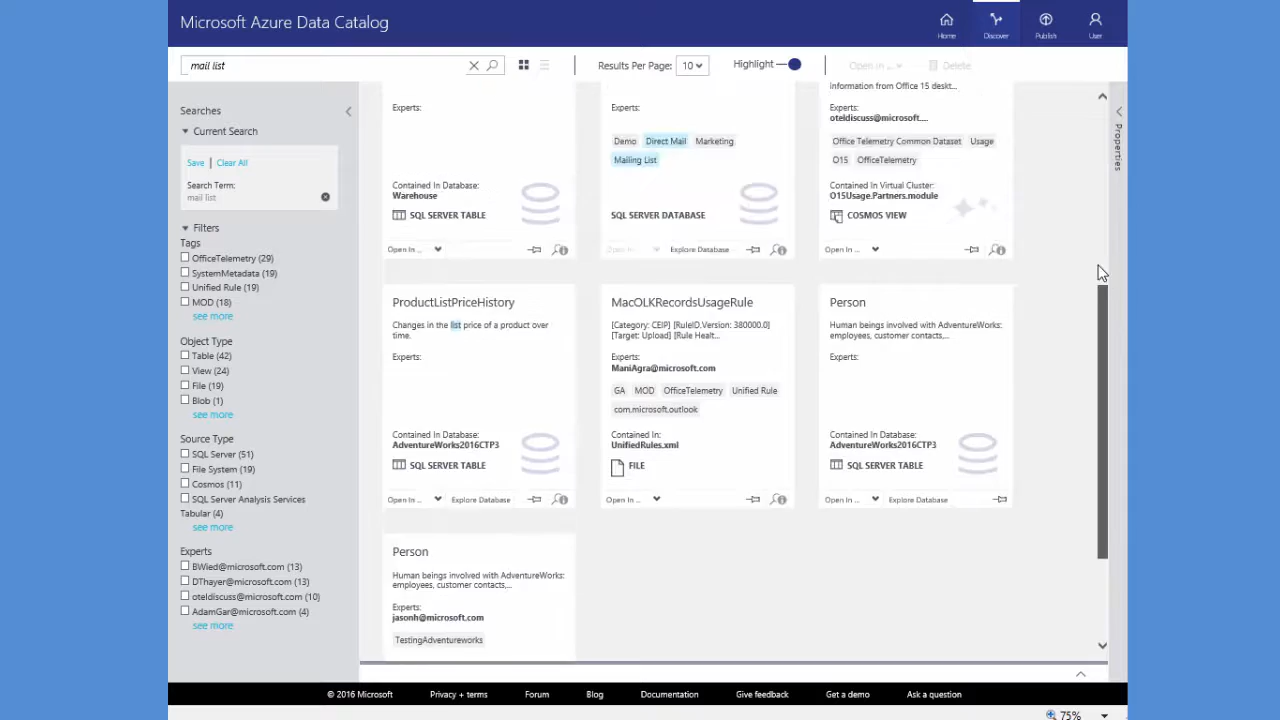 Microsoft Azure Data Catalog
Home
Discover
Publish
User
mail list
Results Per Page: 10
Highlight
Open in ...
Delete
Searches
Current Search
Save | Clear All
Search Term:
mail list
Filters
Tags
OfficeTelemetry (29)
SystemMetadata (19)
Unified Rule (19)
MOD (18)
see more
Object Type
Table (42)
View (24)
File (19)
Blob (1)
see more
Source Type
SQL Server (51)
File System (19)
Cosmos (11)
SQL Server Analysis Services
Tabular (4)
see more
Experts
BWied@microsoft.com (13)
DThayer@microsoft.com (13)
oteldiscuss@microsoft.com (10)
AdamGar@microsoft.com (4)
see more
Experts:
Contained In Database:
Warehouse
SQL SERVER TABLE
Open In ...
Experts:
Demo Direct Mail Marketing
Mailing List
SQL SERVER DATABASE
Open In ... Explore Database
information from Office 15 deskt...
Experts:
oteldiscuss@microsoft....
Office Telemetry Common Dataset Usage
O15 OfficeTelemetry
Contained In Virtual Cluster:
O15Usage.Partners.module
COSMOS VIEW
Open In ...
Properties
ProductListPriceHistory
Changes in the list price of a product over
time.
Experts:
Contained In Database:
AdventureWorks2016CTP3
SQL SERVER TABLE
Open In ... Explore Database
MacOLKRecordsUsageRule
[Category: CEIP] [RuleID.Version: 380000.0]
[Target: Upload] [Rule Healt...
Experts:
ManiAgra@microsoft.com
GA MOD OfficeTelemetry Unified Rule
com.microsoft.outlook
Contained In:
UnifiedRules.xml
FILE
Open In ...
Person
Human beings involved with AdventureWorks:
employees, customer contacts,...
Experts:
Contained In Database:
AdventureWorks2016CTP3
SQL SERVER TABLE
Open In ... Explore Database
Person
Human beings involved with AdventureWorks:
employees, customer contacts,...
Experts:
jasonh@microsoft.com
TestingAdventureworks
© 2016 Microsoft
Privacy + terms
Forum
Blog
Documentation
Give feedback
Get a demo
Ask a question
75%